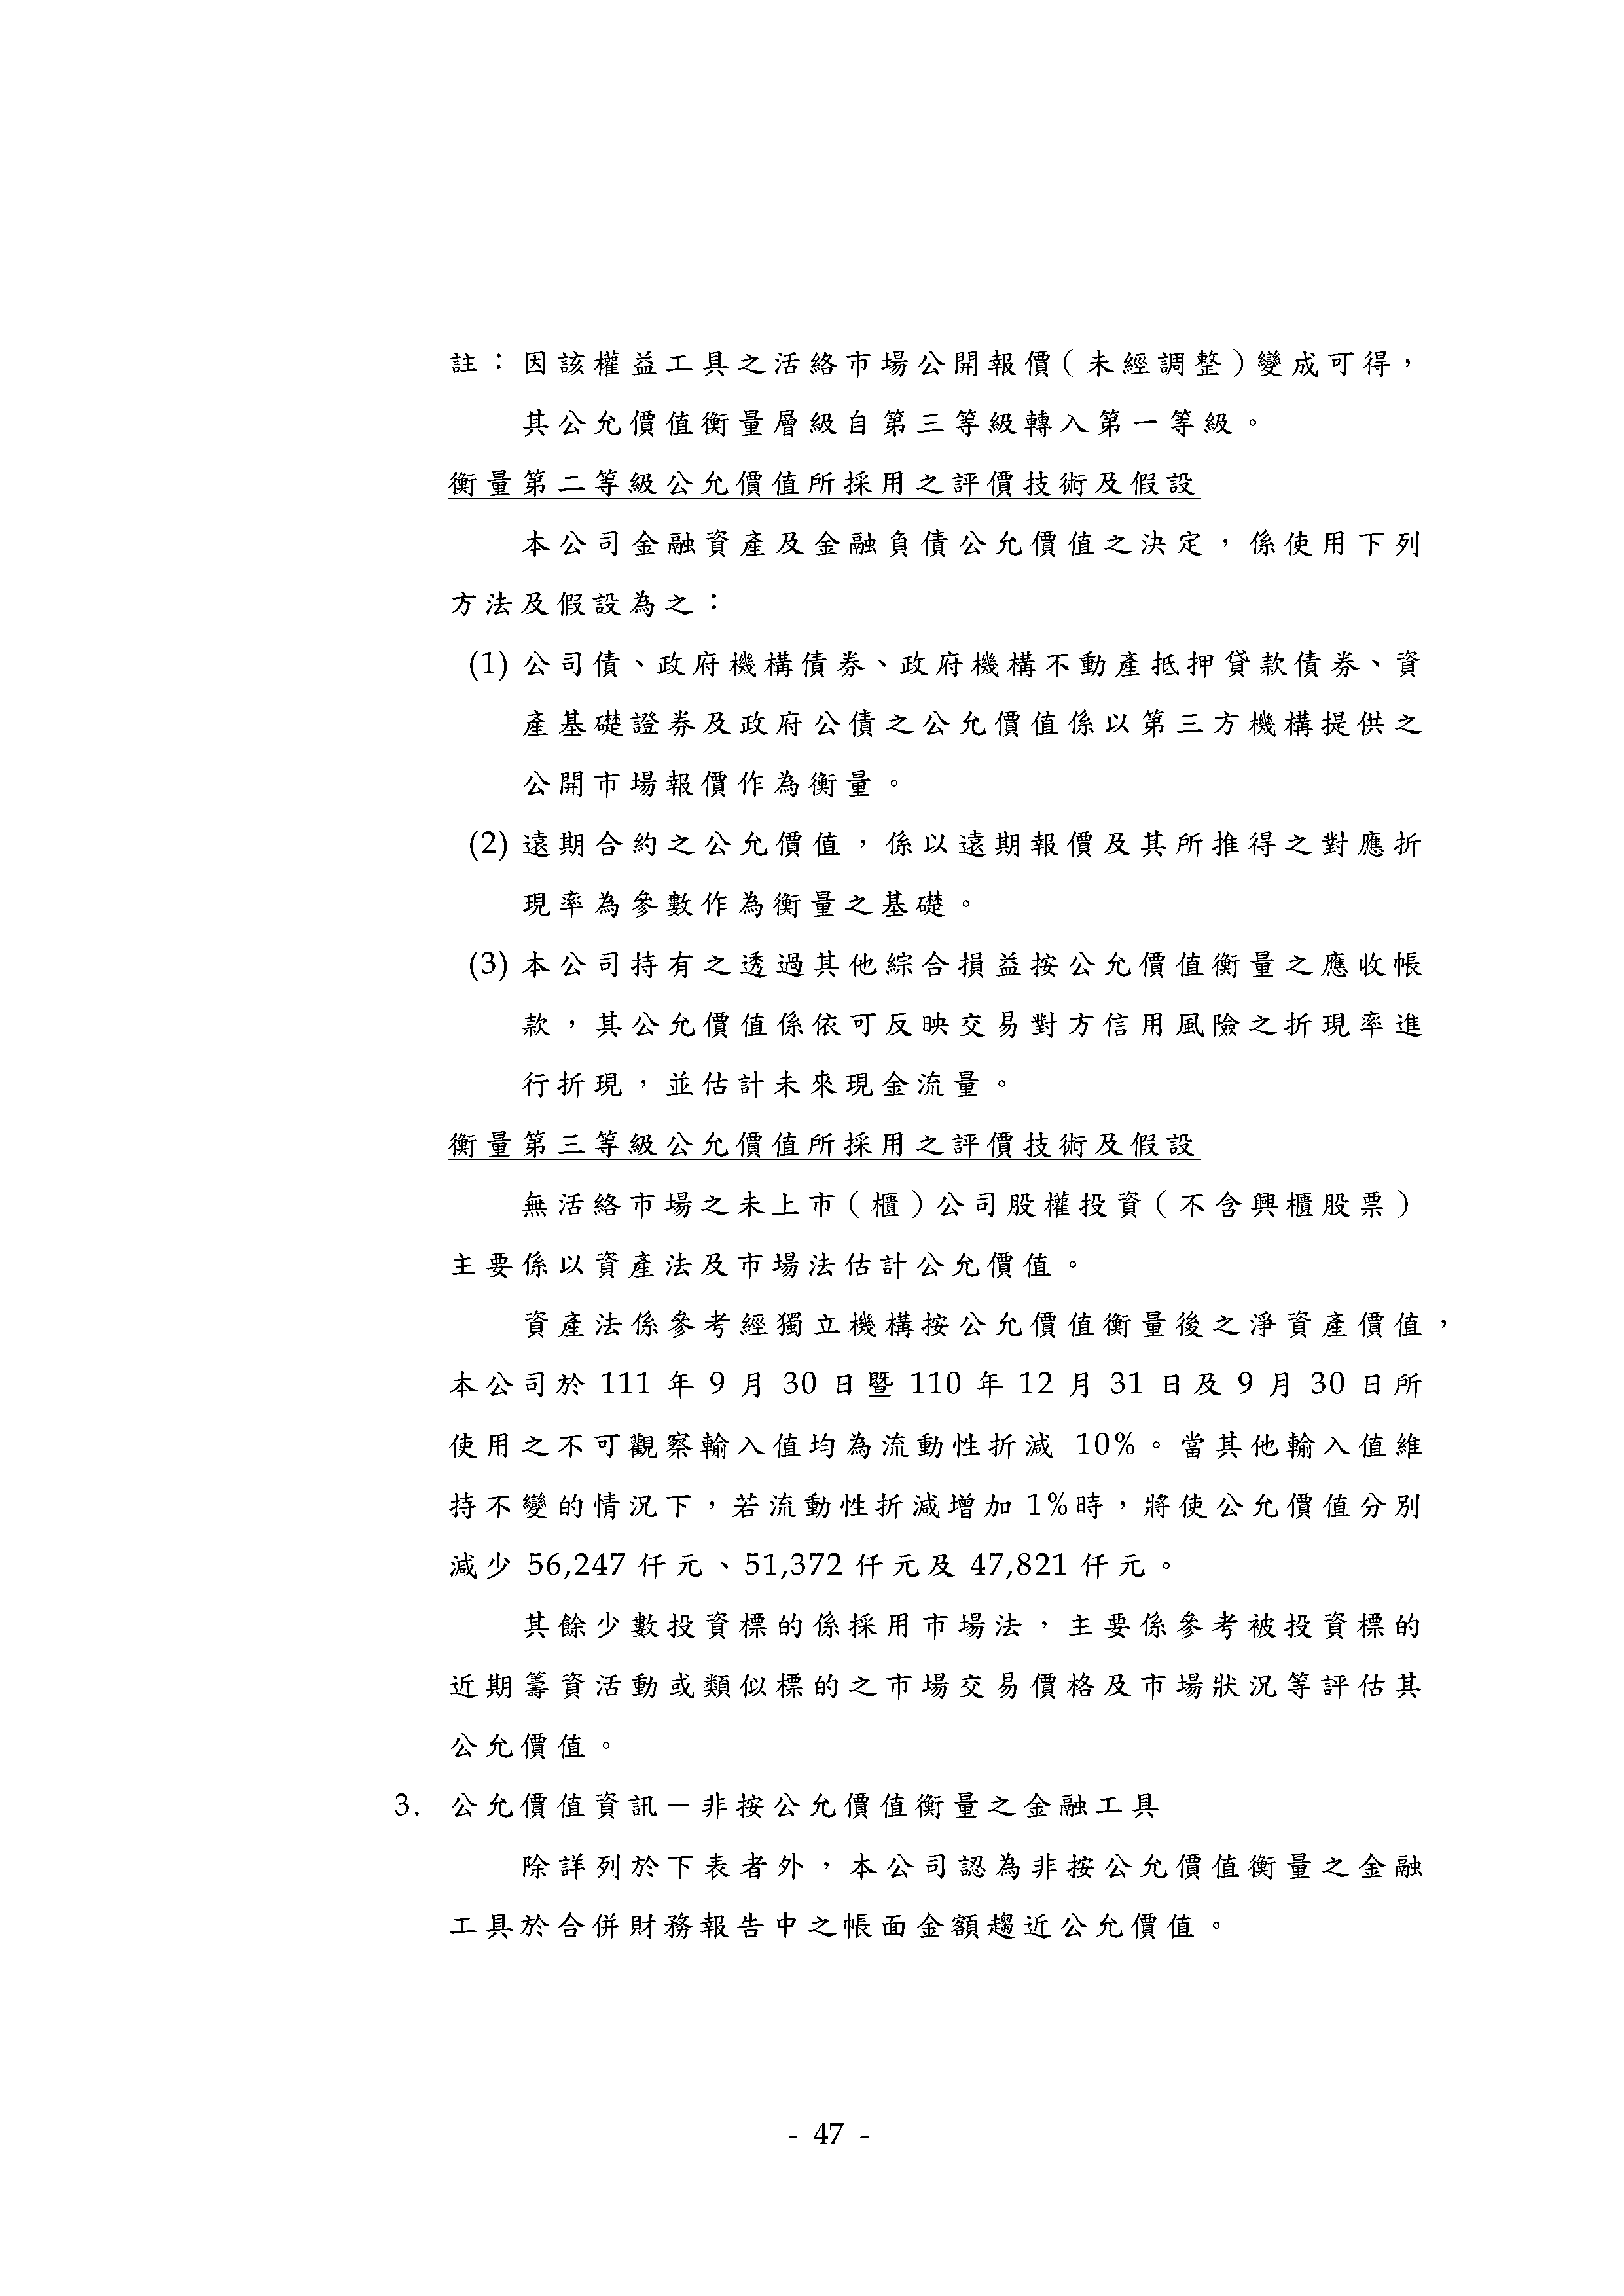 註：因該權益工具之活絡市場公開報價（未經調整）變成可得，
其公允價值衡量層級自第三等級轉入第一等級。
衡量第二等級公允價值所採用之評價技術及假設
本公司金融資產及金融負債公允價值之決定，係使用下列
方法及假設為之：
(1) 公司債、政府機構債券、政府機構不動產抵押貸款債券、資
產基礎證券及政府公債之公允價值係以第三方機構提供之
公開市場報價作為衡量。
(2) 遠期合約之公允價值，係以遠期報價及其所推得之對應折
現率為參數作為衡量之基礎。
(3) 本公司持有之透過其他綜合損益按公允價值衡量之應收帳
款，其公允價值係依可反映交易對方信用風險之折現率進
行折現，並估計未來現金流量。
衡量第三等級公允價值所採用之評價技術及假設
無活絡市場之未上市（櫃）公司股權投資（不含興櫃股票）
主要係以資產法及市場法估計公允價值。
資產法係參考經獨立機構按公允價值衡量後之淨資產價值，
本公司於 111 年 9 月 30 日暨 110 年 12 月 31 日及 9 月 30 日所
使用之不可觀察輸入值均為流動性折減 10%。當其他輸入值維
持不變的情況下，若流動性折減增加 1%時，將使公允價值分別
減少 56,247 仟元、51,372 仟元及 47,821 仟元。
其餘少數投資標的係採用市場法，主要係參考被投資標的
近期籌資活動或類似標的之市場交易價格及市場狀況等評估其
公允價值。
3. 公允價值資訊－非按公允價值衡量之金融工具
除詳列於下表者外，本公司認為非按公允價值衡量之金融
工具於合併財務報告中之帳面金額趨近公允價值。
- 47 -